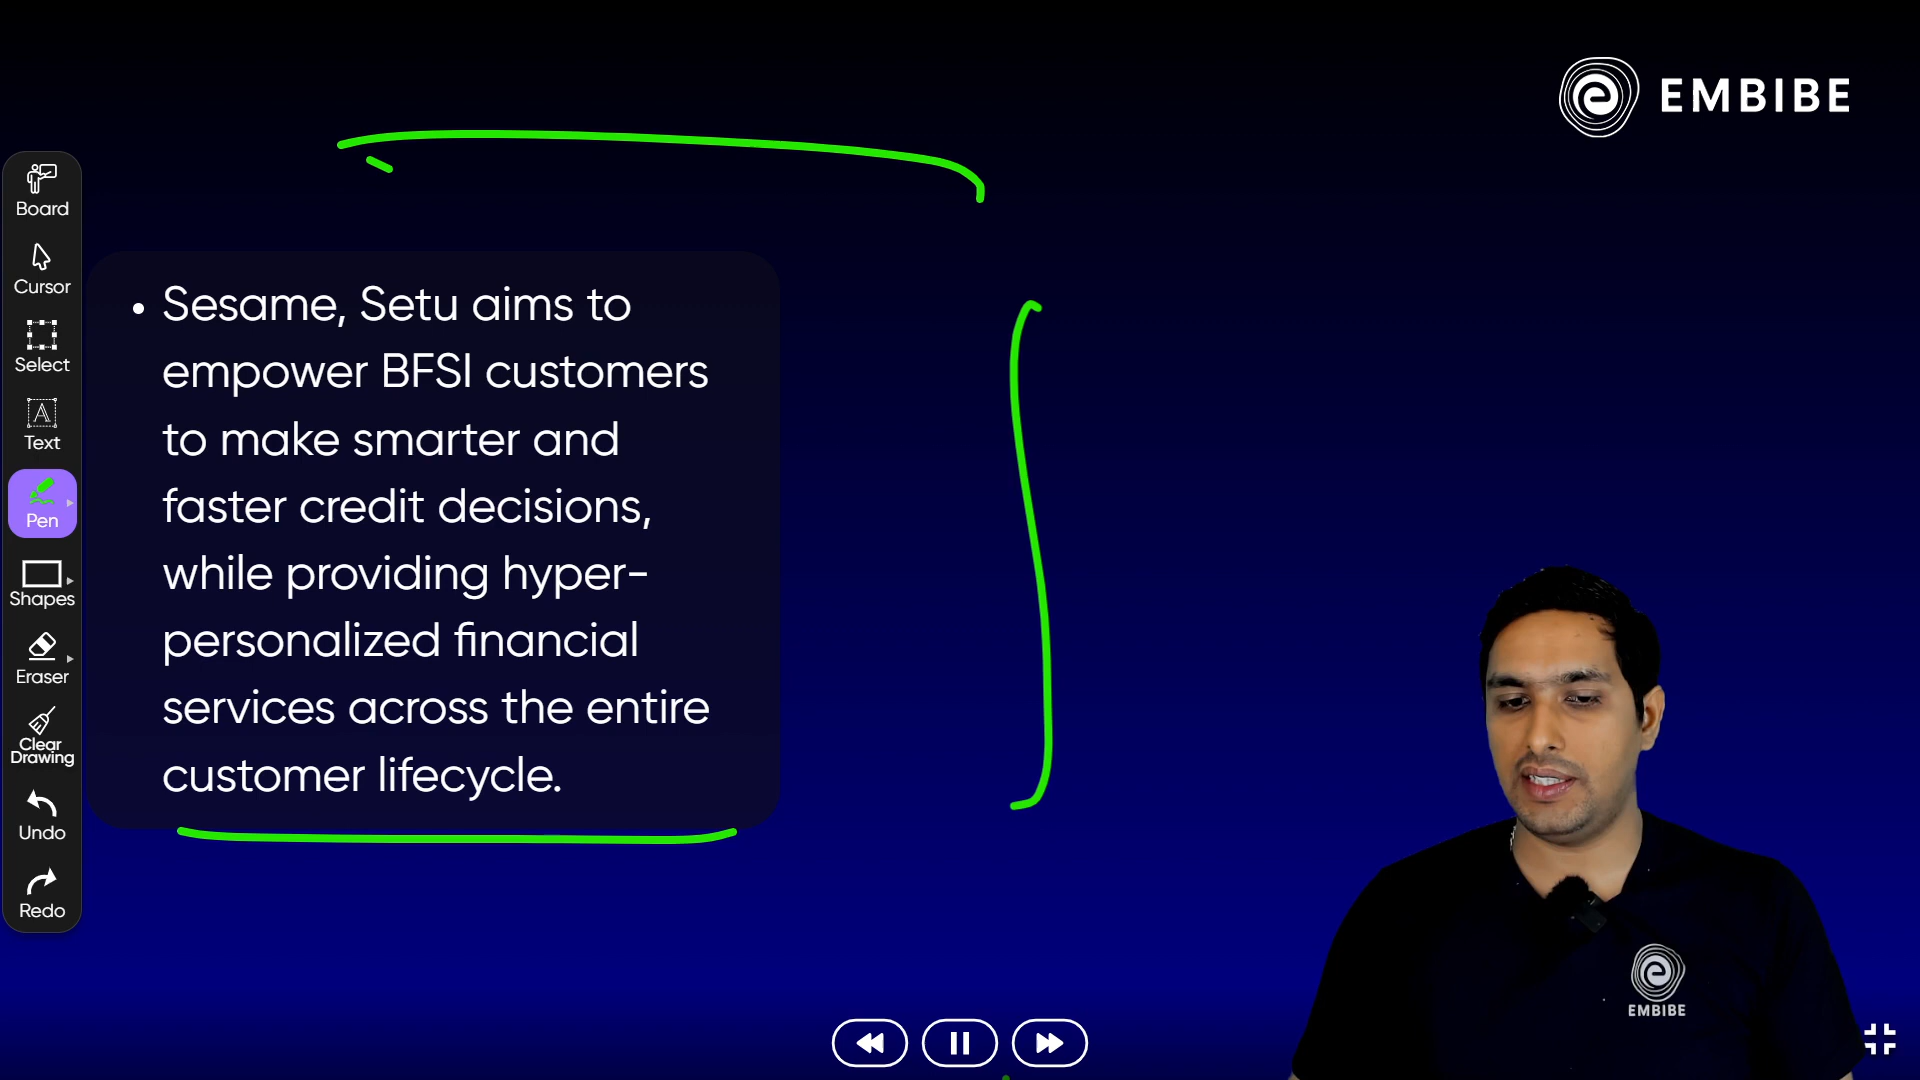 EMBIBE
Board
Cursor
Select
Text
Pen
Shapes
Eraser
Clear
Drawing
Undo
Redo
• Sesame, Setu aims to
empower BFSI customers
to make smarter and
faster credit decisions,
while providing hyper-
personalized financial
services across the entire
customer lifecycle.
EMBIBE